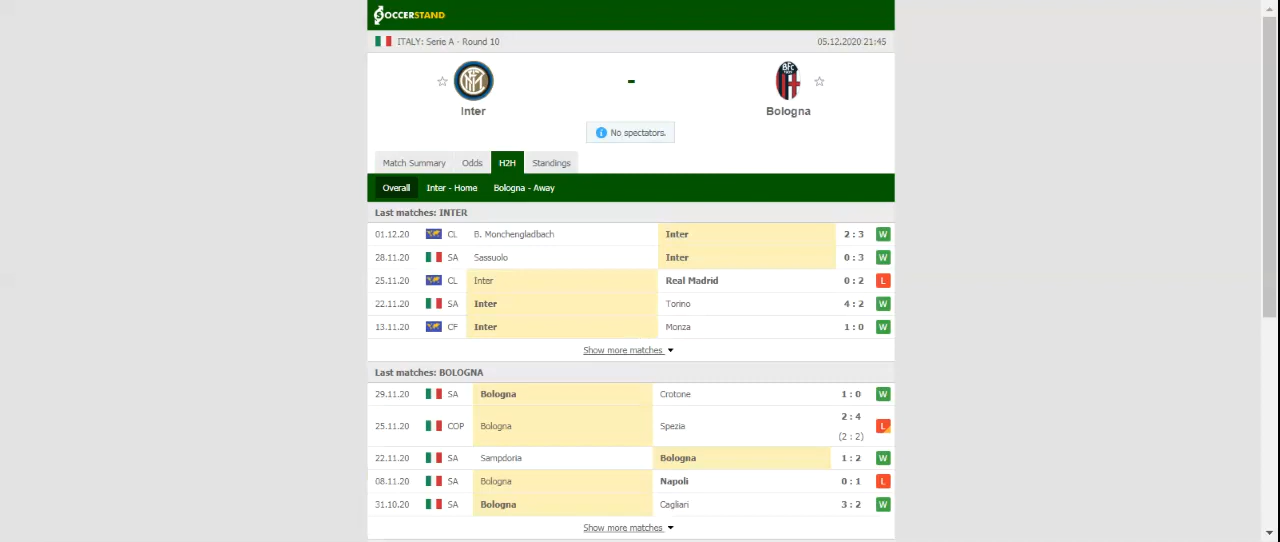 SOCCERSTAND
ITALY: Serie A - Round 10 05.12.2020 21:45
-
Inter Bologna
No spectators.
Match Summary Odds H2H Standings
Overall Inter - Home Bologna - Away
Last matches: INTER
01.12.20 CL B. Monchengladbach Inter 2 : 3 W
28.11.20 SA Sassuolo Inter 0 : 3 W
25.11.20 CL Inter Real Madrid 0 : 2 L
22.11.20 SA Inter Torino 4 : 2 W
13.11.20 CF Inter Monza 1 : 0 W
Show more matches
Last matches: BOLOGNA
29.11.20 SA Bologna Crotone 1 : 0 W
25.11.20 COP Bologna Spezia 2 : 4 (2 : 2) L
22.11.20 SA Sampdoria Bologna 1 : 2 W
08.11.20 SA Bologna Napoli 0 : 1 L
31.10.20 SA Bologna Cagliari 3 : 2 W
Show more matches